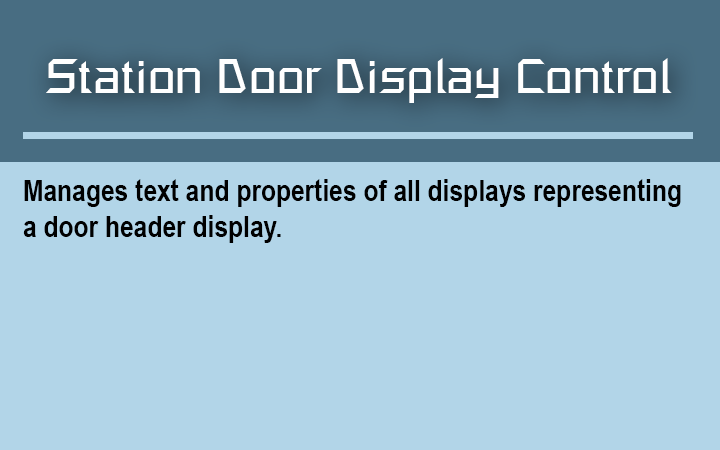 Station Door Display Control
Manages text and properties of all displays representing
a door header display.